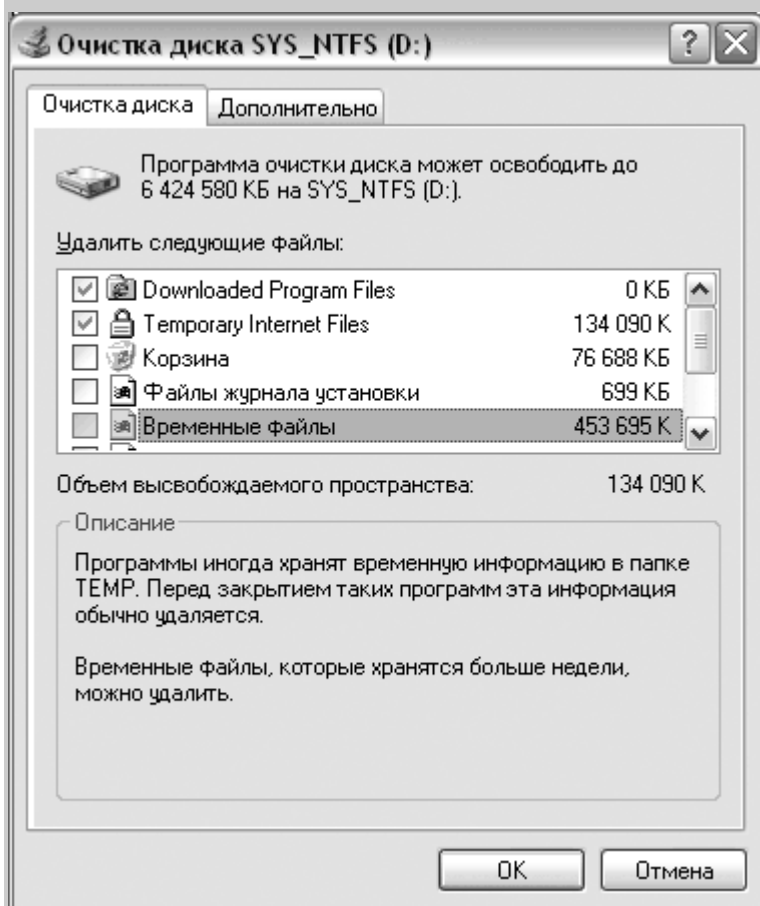 Очистка диска SYS_NTFS (D:)
Очистка диска Дополнительно
Программа очистки диска может освободить до
6 424 580 КБ на SYS_NTFS (D:).
Удалить следующие файлы:
Downloaded Program Files 0 КБ
Temporary Internet Files 134 090 К
Корзина 76 688 КБ
Файлы журнала установки 699 КБ
Временные файлы 453 695 К
Объем высвобождаемого пространства: 134 090 К
Описание
Программы иногда хранят временную информацию в папке
TEMP. Перед закрытием таких программ эта информация
обычно удаляется.
Временные файлы, которые хранятся больше недели,
можно удалить.
OK Отмена